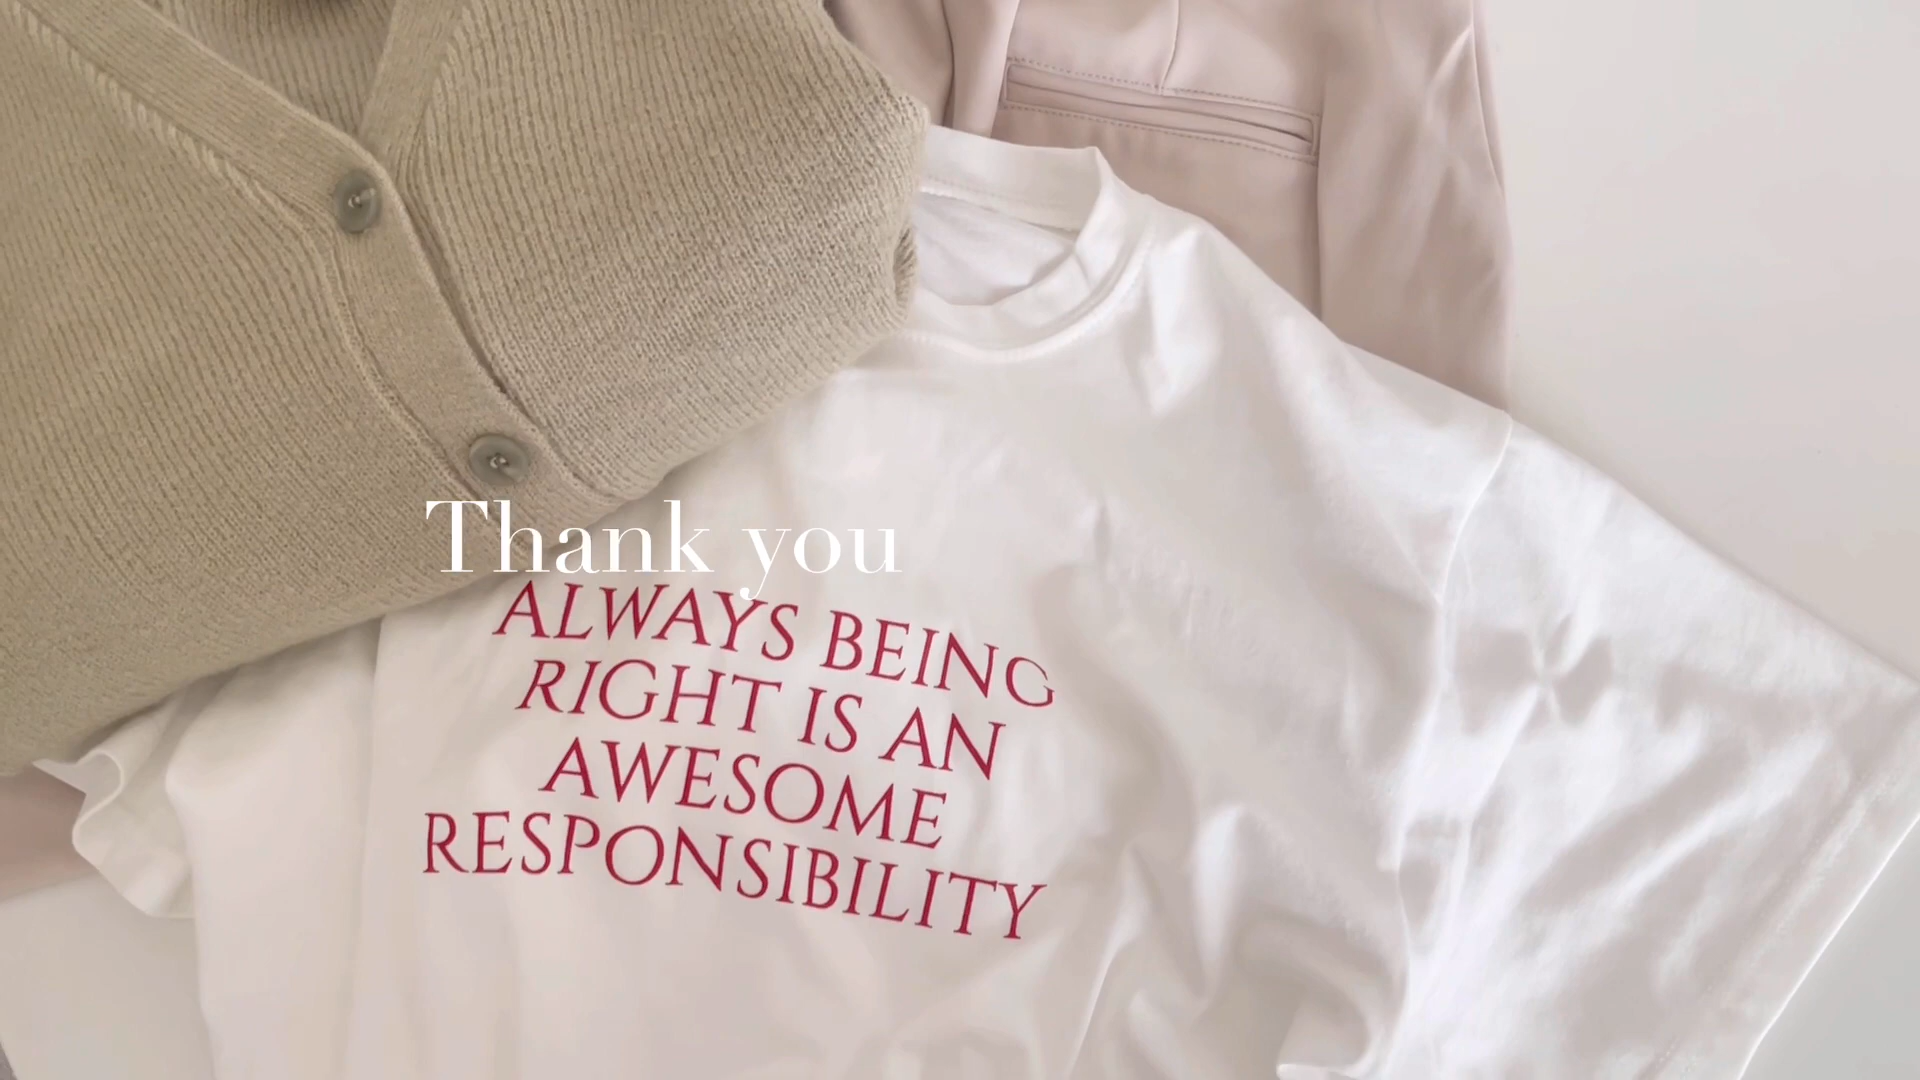 Thank you
ALWAYS BEING
RIGHT IS AN
AWESOME
RESPONSIBILITY